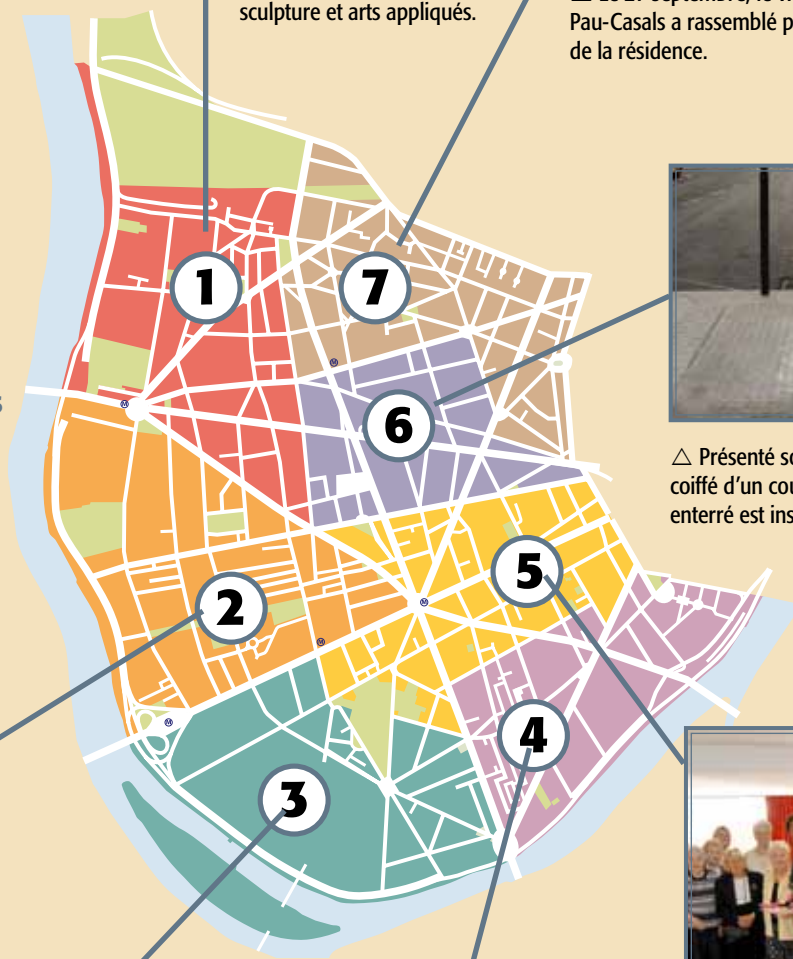 sculpture et arts appliqués.
Pau-Casals a rassemblé p
de la résidence.
1
7
6
△ Présenté so
coiffé d'un cou
enterré est ins
5
2
4
3
M
M
M
M
M